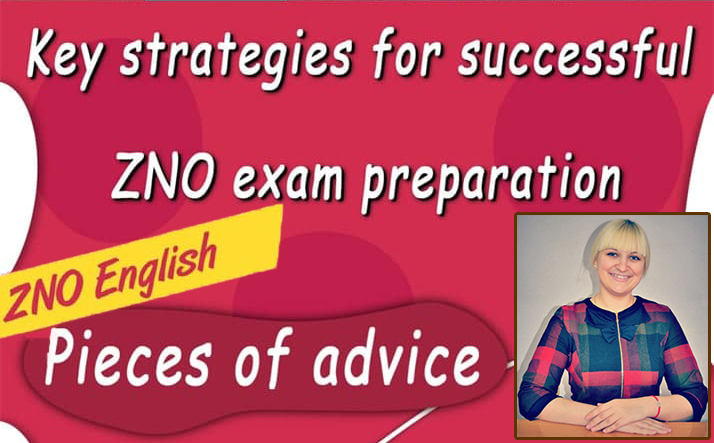 Key strategies for successful
ZNO exam preparation
ZNO English
Pieces of advice